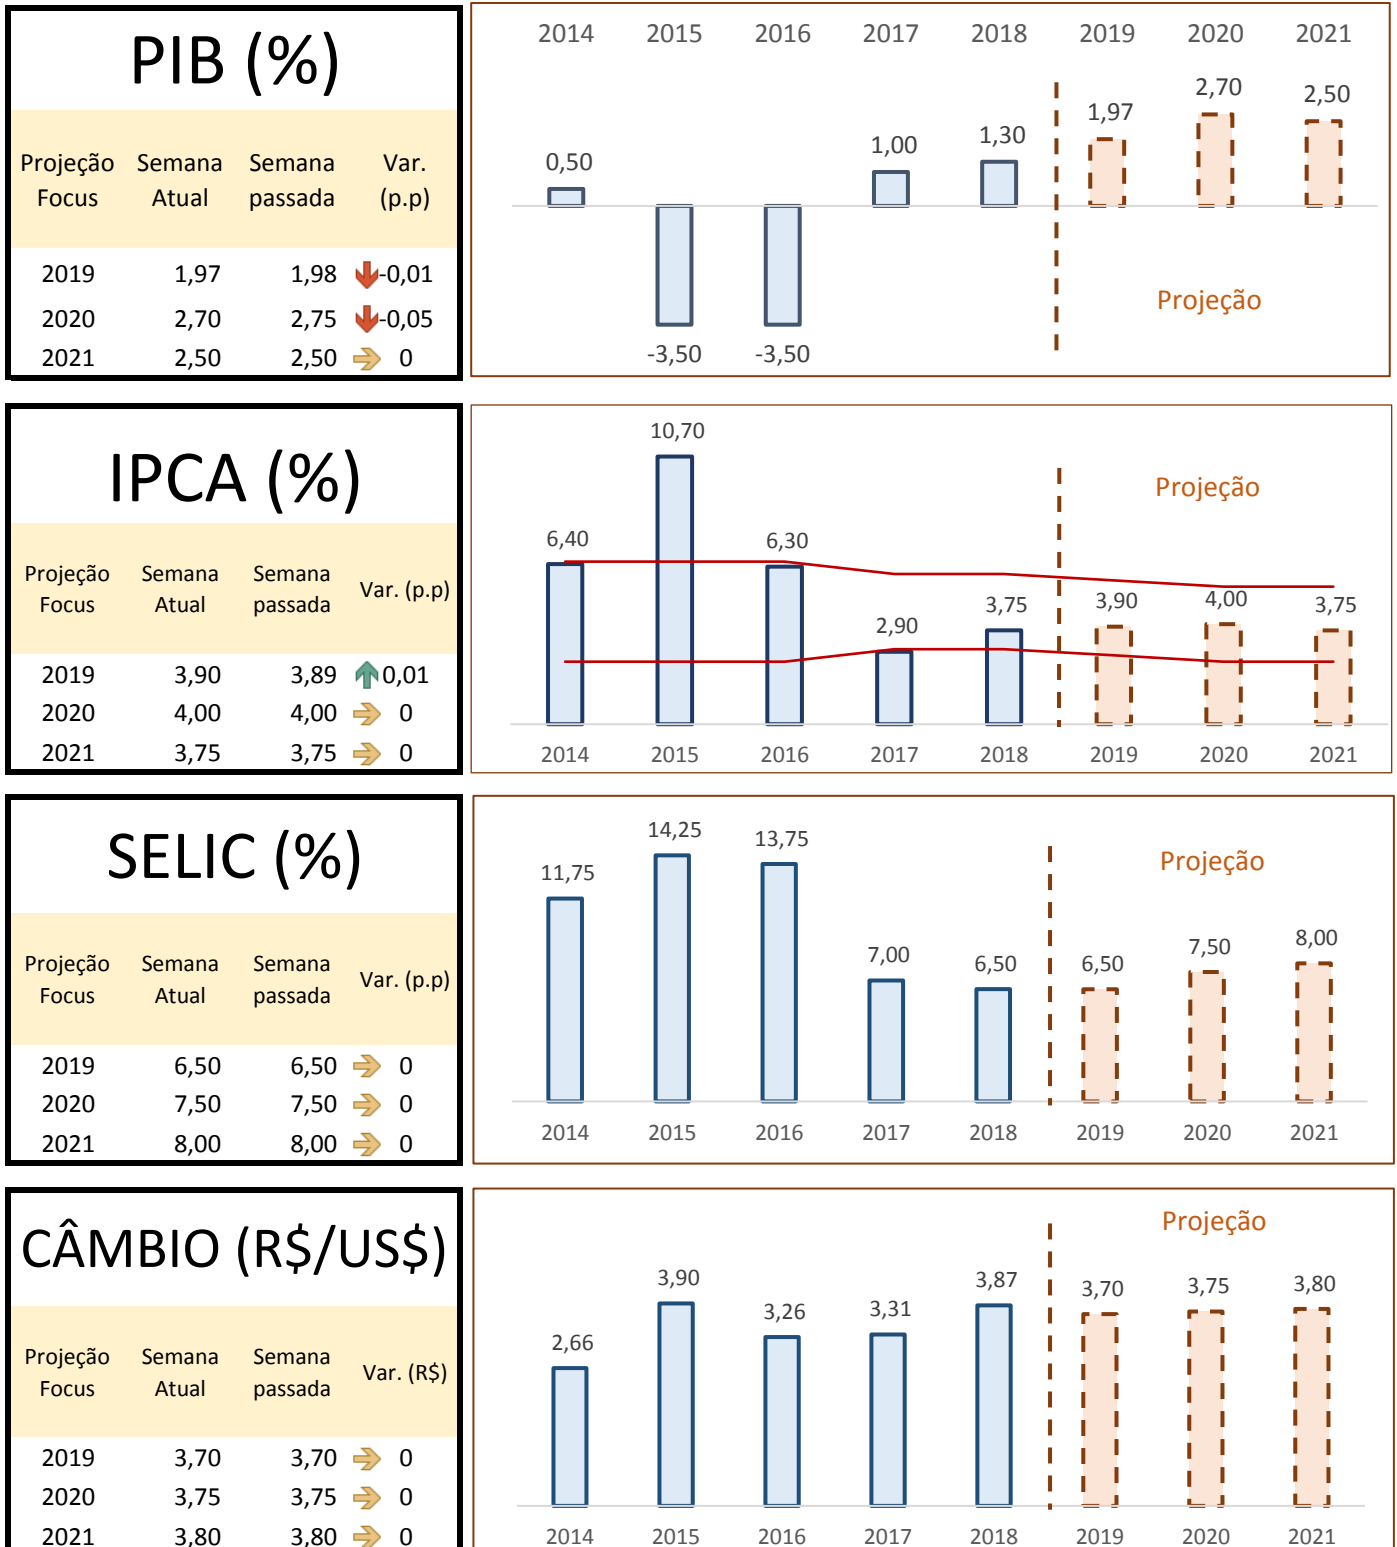 PIB (%)
Projeção Semana Semana Var.
Focus Atual passada (p.p)
2019 1,97 1,98 -0,01
2020 2,70 2,75 -0,05
2021 2,50 2,50 0
2014 2015 2016 2017 2018 2019 2020 2021
0,50 -3,50 -3,50 1,00 1,30 1,97 2,70 2,50
Projeção
IPCA (%)
Projeção Semana Semana Var. (p.p)
Focus Atual passada
2019 3,90 3,89 0,01
2020 4,00 4,00 0
2021 3,75 3,75 0
Projeção
6,40 10,70 6,30 2,90 3,75 3,90 4,00 3,75
2014 2015 2016 2017 2018 2019 2020 2021
SELIC (%)
Projeção Semana Semana Var. (p.p)
Focus Atual passada
2019 6,50 6,50 0
2020 7,50 7,50 0
2021 8,00 8,00 0
Projeção
11,75 14,25 13,75 7,00 6,50 6,50 7,50 8,00
2014 2015 2016 2017 2018 2019 2020 2021
CÂMBIO (R$/US$)
Projeção Semana Semana Var. (R$)
Focus Atual passada
2019 3,70 3,70 0
2020 3,75 3,75 0
2021 3,80 3,80 0
Projeção
2,66 3,90 3,26 3,31 3,87 3,70 3,75 3,80
2014 2015 2016 2017 2018 2019 2020 2021